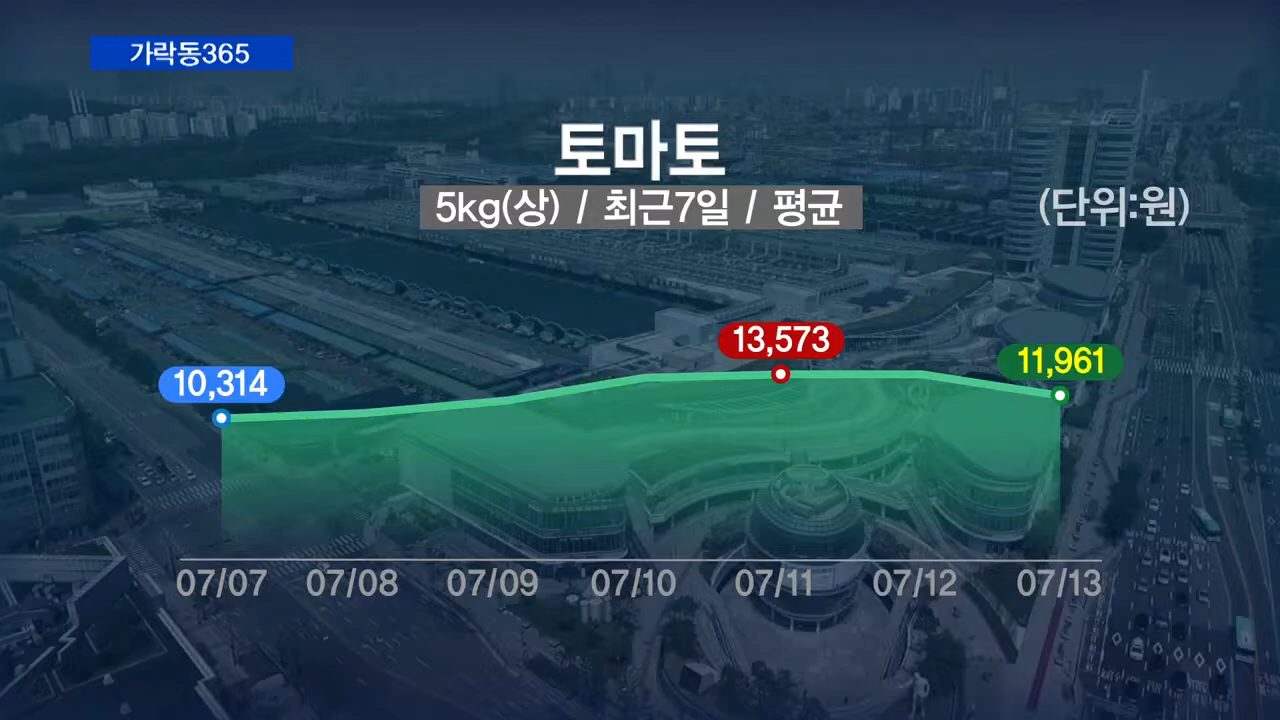 가락동365
토마토
5kg(상) / 최근7일 / 평균
(단위:원)
10,314
13,573
11,961
07/07 07/08 07/09 07/10 07/11 07/12 07/13